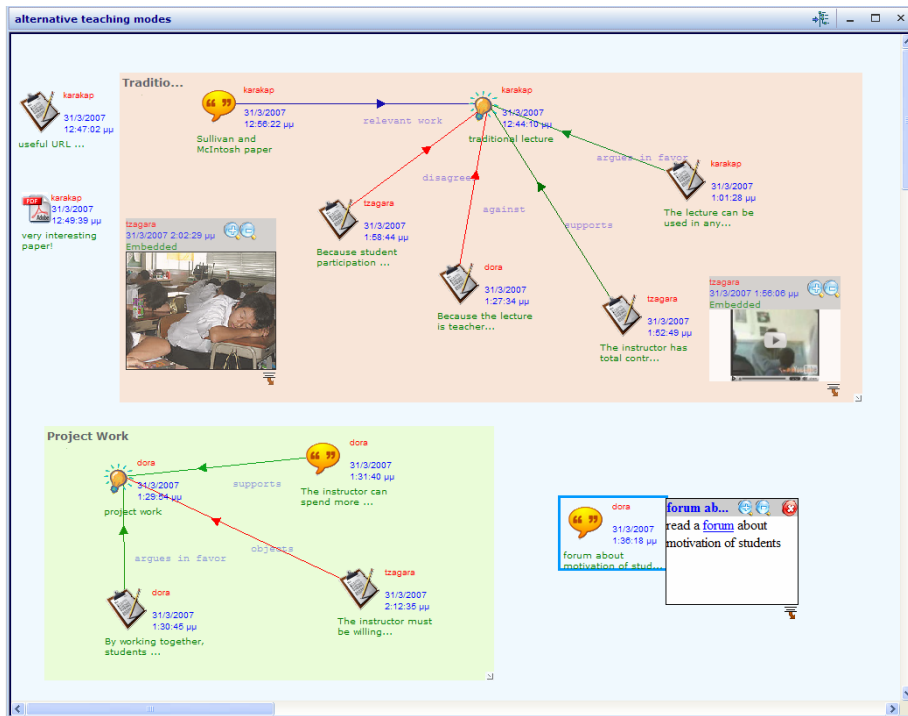 alternative teaching modes
karakap
31/3/2007
12:47:02 μμ
useful URL ...
karakap
31/3/2007
12:49:39 μμ
very interesting
paper!
Traditio...
karakap
31/3/2007
12:56:22 μμ
Sullivan and
McIntosh paper
relevant work
karakap
31/3/2007
12:44:10 μμ
traditional lecture
argues in favor
karakap
31/3/2007
1:01:28 μμ
The lecture can be
used in any...
disagree
tzagara
31/3/2007
1:58:44 μμ
Because student
participation ...
against
dora
31/3/2007
1:27:34 μμ
Because the lecture
is teacher...
supports
tzagara
31/3/2007
1:52:49 μμ
The instructor has
total contr...
tzagara
31/3/2007 2:02:29 μμ
Embedded
tzagara
31/3/2007 1:56:06 μμ
Embedded
Project Work
dora
31/3/2007
1:29:54 μμ
project work
supports
dora
31/3/2007
1:31:40 μμ
The instructor can
spend more ...
argues in favor
dora
31/3/2007
1:30:45 μμ
By working together,
students ...
objects
tzagara
31/3/2007
2:12:35 μμ
The instructor must
be willing...
dora
31/3/2007
1:36:18 μμ
forum about
motivation of stud...
forum ab...
read a forum about
motivation of students
PDF
Adobe